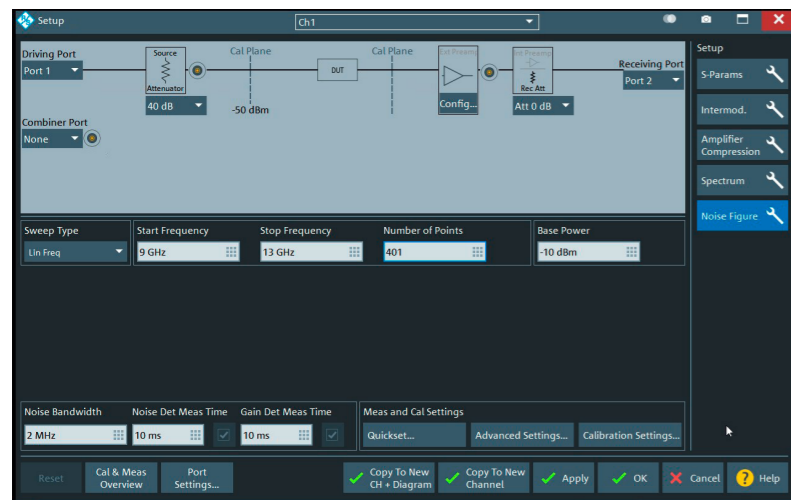 Setup
Ch1
Driving Port
Port 1
Source
Attenuator
40 dB
Cal Plane
-50 dBm
DUT
Cal Plane
Ext Preamp
Config...
Int Preamp
Rec Att
Att 0 dB
Receiving Port
Port 2
Combiner Port
None
Setup
S-Params
Intermod.
Amplifier
Compression
Spectrum
Noise Figure
Sweep Type
Lin Freq
Start Frequency
9 GHz
Stop Frequency
13 GHz
Number of Points
401
Base Power
-10 dBm
Noise Bandwidth
2 MHz
Noise Det Meas Time
10 ms
Gain Det Meas Time
10 ms
Meas and Cal Settings
Quickset...
Advanced Settings...
Calibration Settings...
Reset
Cal & Meas
Overview
Port
Settings...
Copy To New
CH + Diagram
Copy To New
Channel
Apply
OK
Cancel
? Help